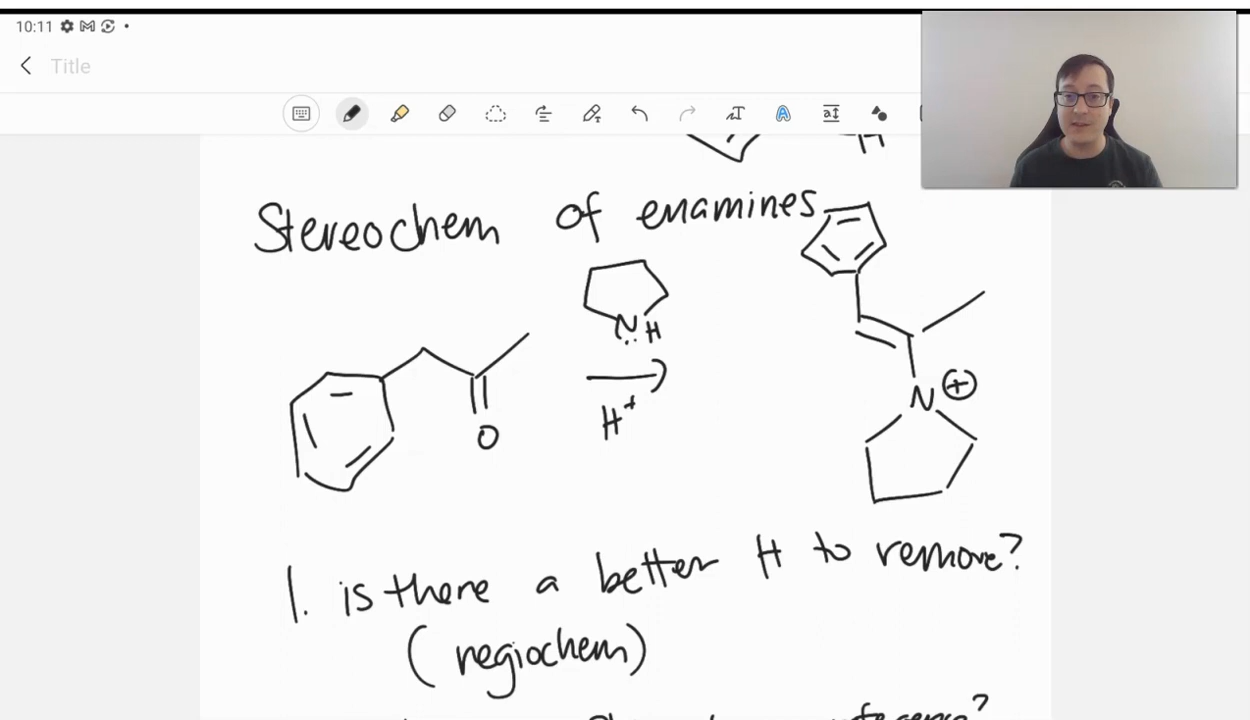 10:11
Title
H
Stereochem of enamines
N H
H+
O
N +
1. is there a better H to remove?
(regiochem)